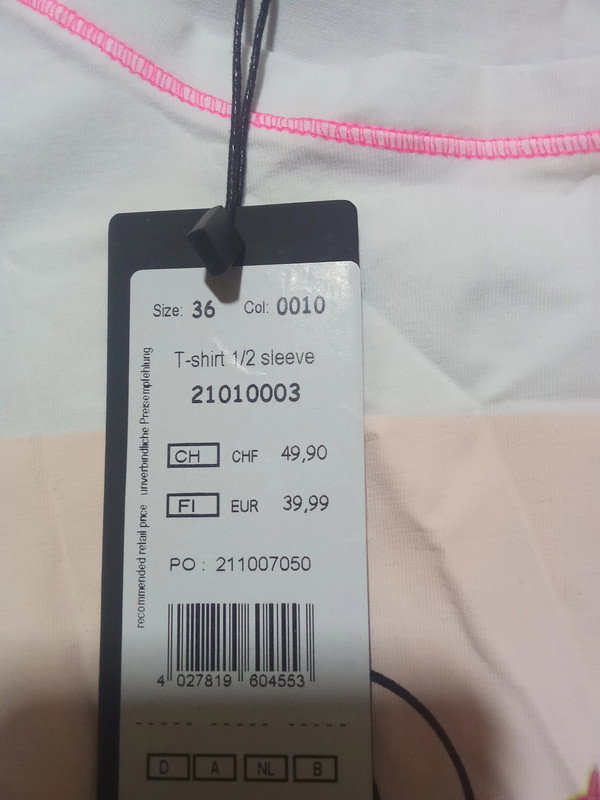 Size: 36 Col: 0010
T-shirt 1/2 sleeve
21010003
CH CHF 49,90
FI EUR 39,99
PO : 211007050
4 027819 604553
D A NL B
recommended retail price unverbindliche Preisempfehlung